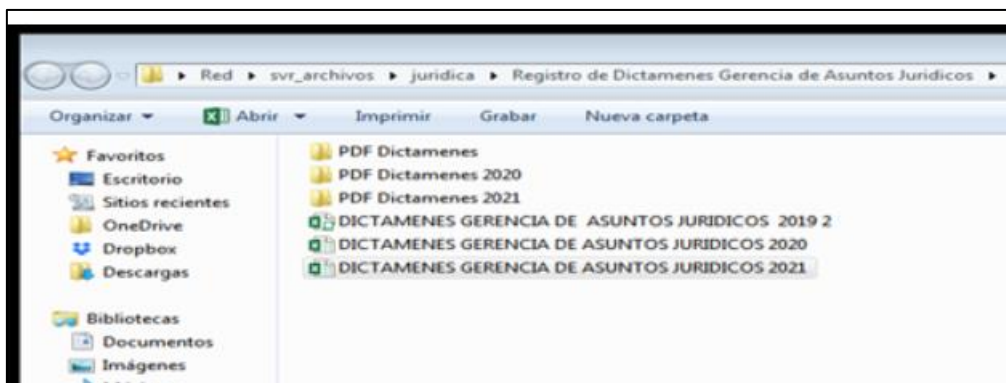 Red ▸ svr_archivos ▸ juridica ▸ Registro de Dictamenes Gerencia de Asuntos Juridicos ▸
Organizar Abrir Imprimir Grabar Nueva carpeta
Favoritos
Escritorio
Sitios recientes
OneDrive
Dropbox
Descargas
Bibliotecas
Documentos
Imágenes
PDF Dictamenes
PDF Dictamenes 2020
PDF Dictamenes 2021
DICTAMENES GERENCIA DE ASUNTOS JURIDICOS 2019 2
DICTAMENES GERENCIA DE ASUNTOS JURIDICOS 2020
DICTAMENES GERENCIA DE ASUNTOS JURIDICOS 2021